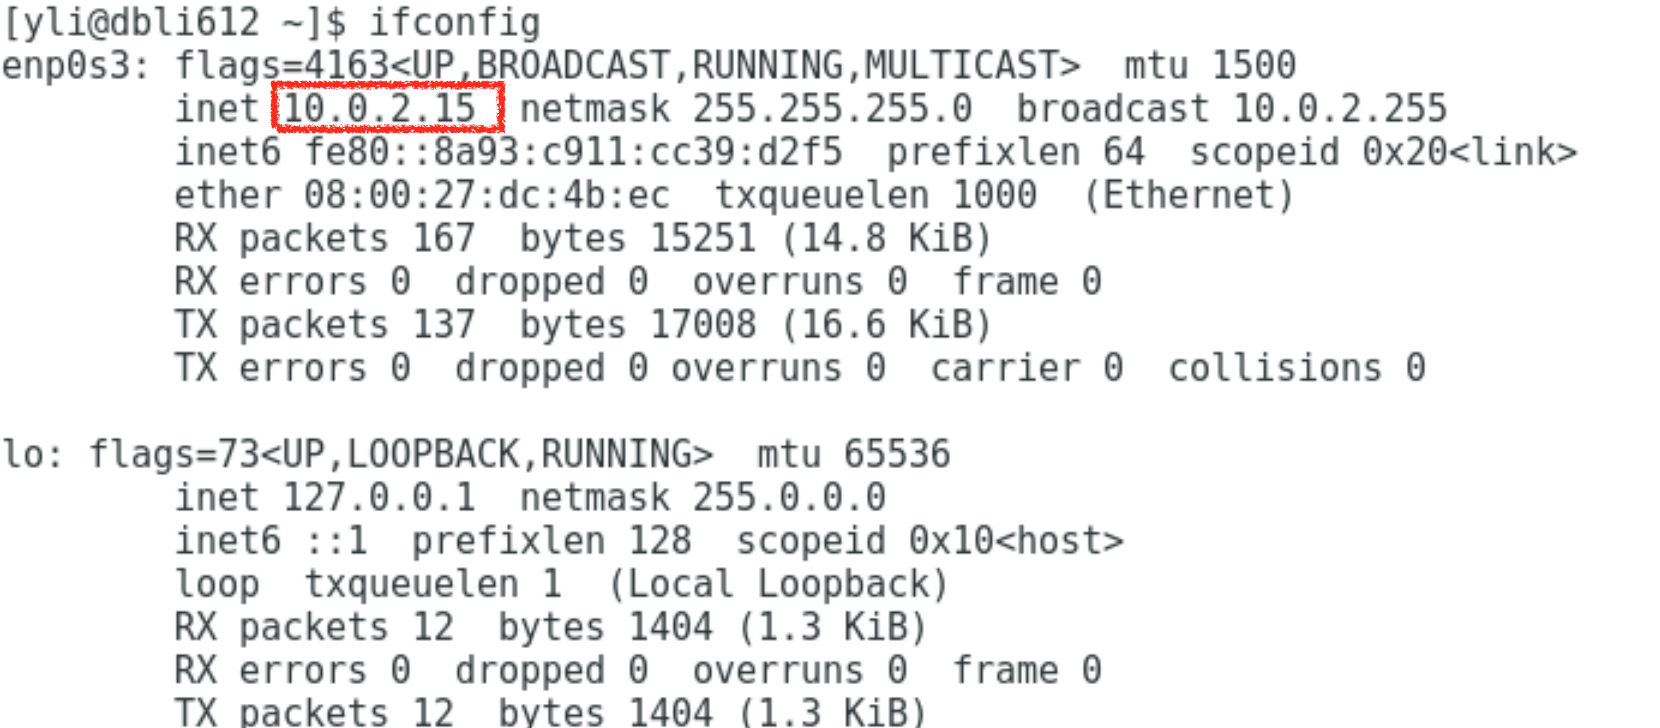 [yli@dbli612 ~]$ ifconfig
enp0s3: flags=4163<UP,BROADCAST,RUNNING,MULTICAST>  mtu 1500
        inet 10.0.2.15  netmask 255.255.255.0  broadcast 10.0.2.255
        inet6 fe80::8a93:c911:cc39:d2f5  prefixlen 64  scopeid 0x20<link>
        ether 08:00:27:dc:4b:ec  txqueuelen 1000  (Ethernet)
        RX packets 167  bytes 15251 (14.8 KiB)
        RX errors 0  dropped 0  overruns 0  frame 0
        TX packets 137  bytes 17008 (16.6 KiB)
        TX errors 0  dropped 0 overruns 0  carrier 0  collisions 0

lo: flags=73<UP,LOOPBACK,RUNNING>  mtu 65536
        inet 127.0.0.1  netmask 255.0.0.0
        inet6 ::1  prefixlen 128  scopeid 0x10<host>
        loop  txqueuelen 1  (Local Loopback)
        RX packets 12  bytes 1404 (1.3 KiB)
        RX errors 0  dropped 0  overruns 0  frame 0
        TX packets 12  bytes 1404 (1.3 KiB)